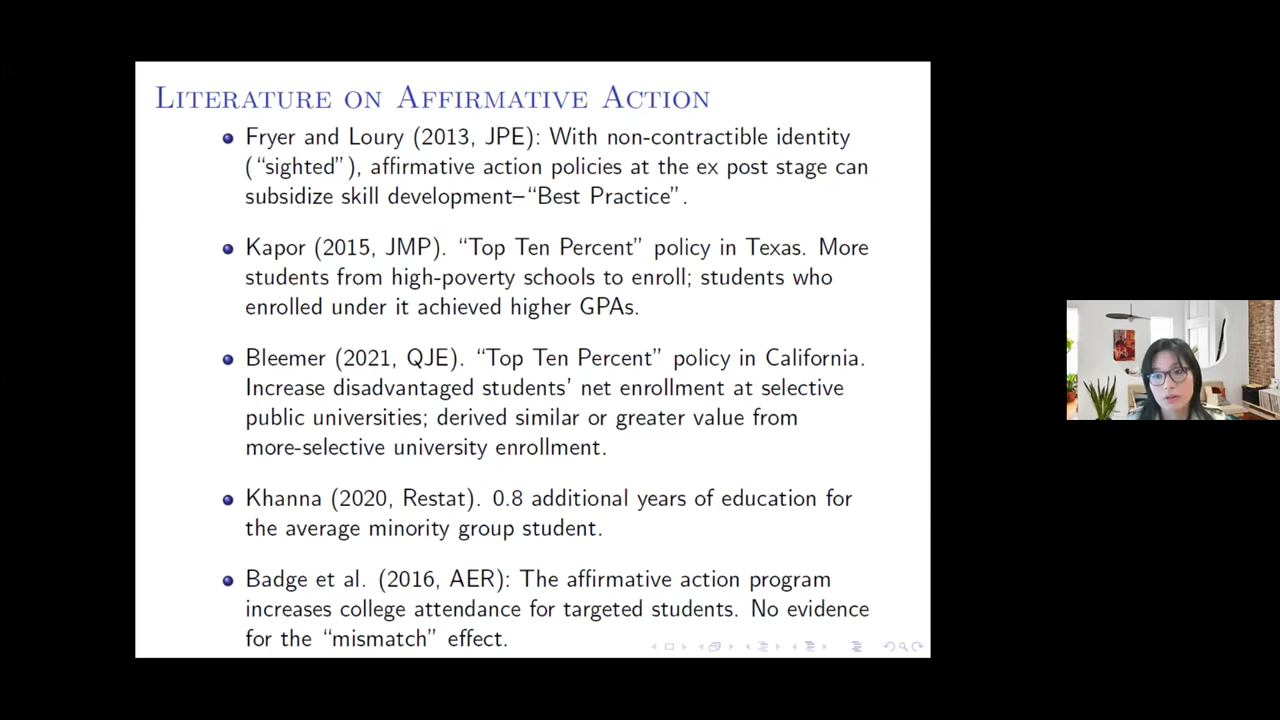 LITERATURE ON AFFIRMATIVE ACTION
Fryer and Loury (2013, JPE): With non-contractible identity
(“sighted”), affirmative action policies at the ex post stage can
subsidize skill development–“Best Practice”.
Kapor (2015, JMP). “Top Ten Percent” policy in Texas. More
students from high-poverty schools to enroll; students who
enrolled under it achieved higher GPAs.
Bleemer (2021, QJE). “Top Ten Percent” policy in California.
Increase disadvantaged students’ net enrollment at selective
public universities; derived similar or greater value from
more-selective university enrollment.
Khanna (2020, Restat). 0.8 additional years of education for
the average minority group student.
Badge et al. (2016, AER): The affirmative action program
increases college attendance for targeted students. No evidence
for the “mismatch” effect.